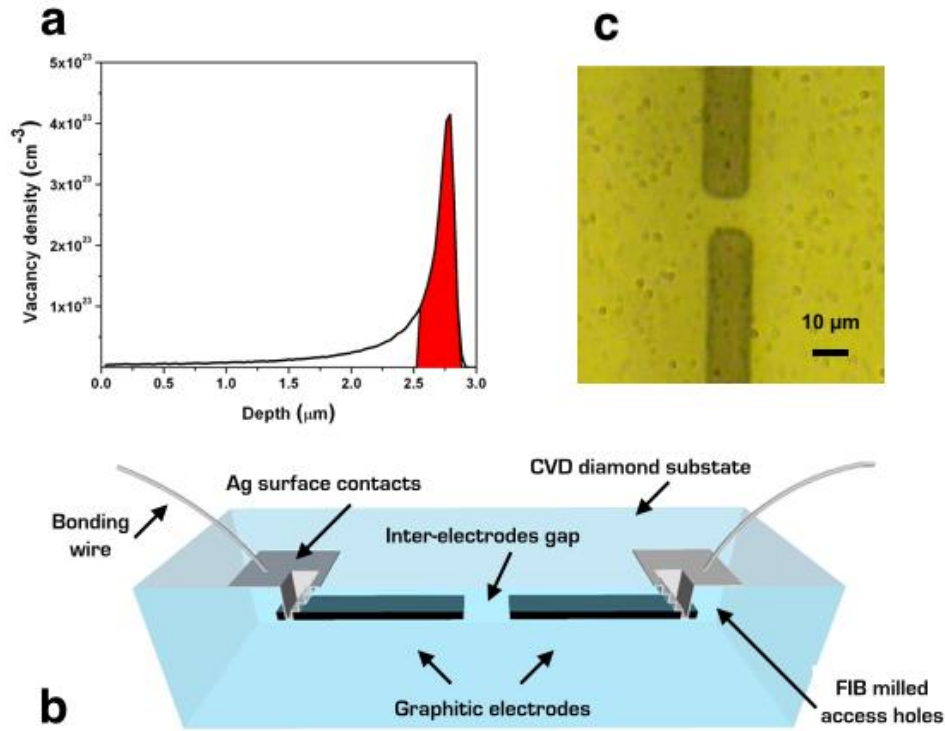 a
c
5x10²³
4x10²³
3x10²³
2x10²³
1x10²³
Vacancy density (cm⁻³)
0.0 0.5 1.0 1.5 2.0 2.5 3.0
Depth (μm)
10 μm
Ag surface contacts
CVD diamond substate
Bonding
wire
Inter-electrodes gap
Graphitic electrodes
FIB milled
access holes
b